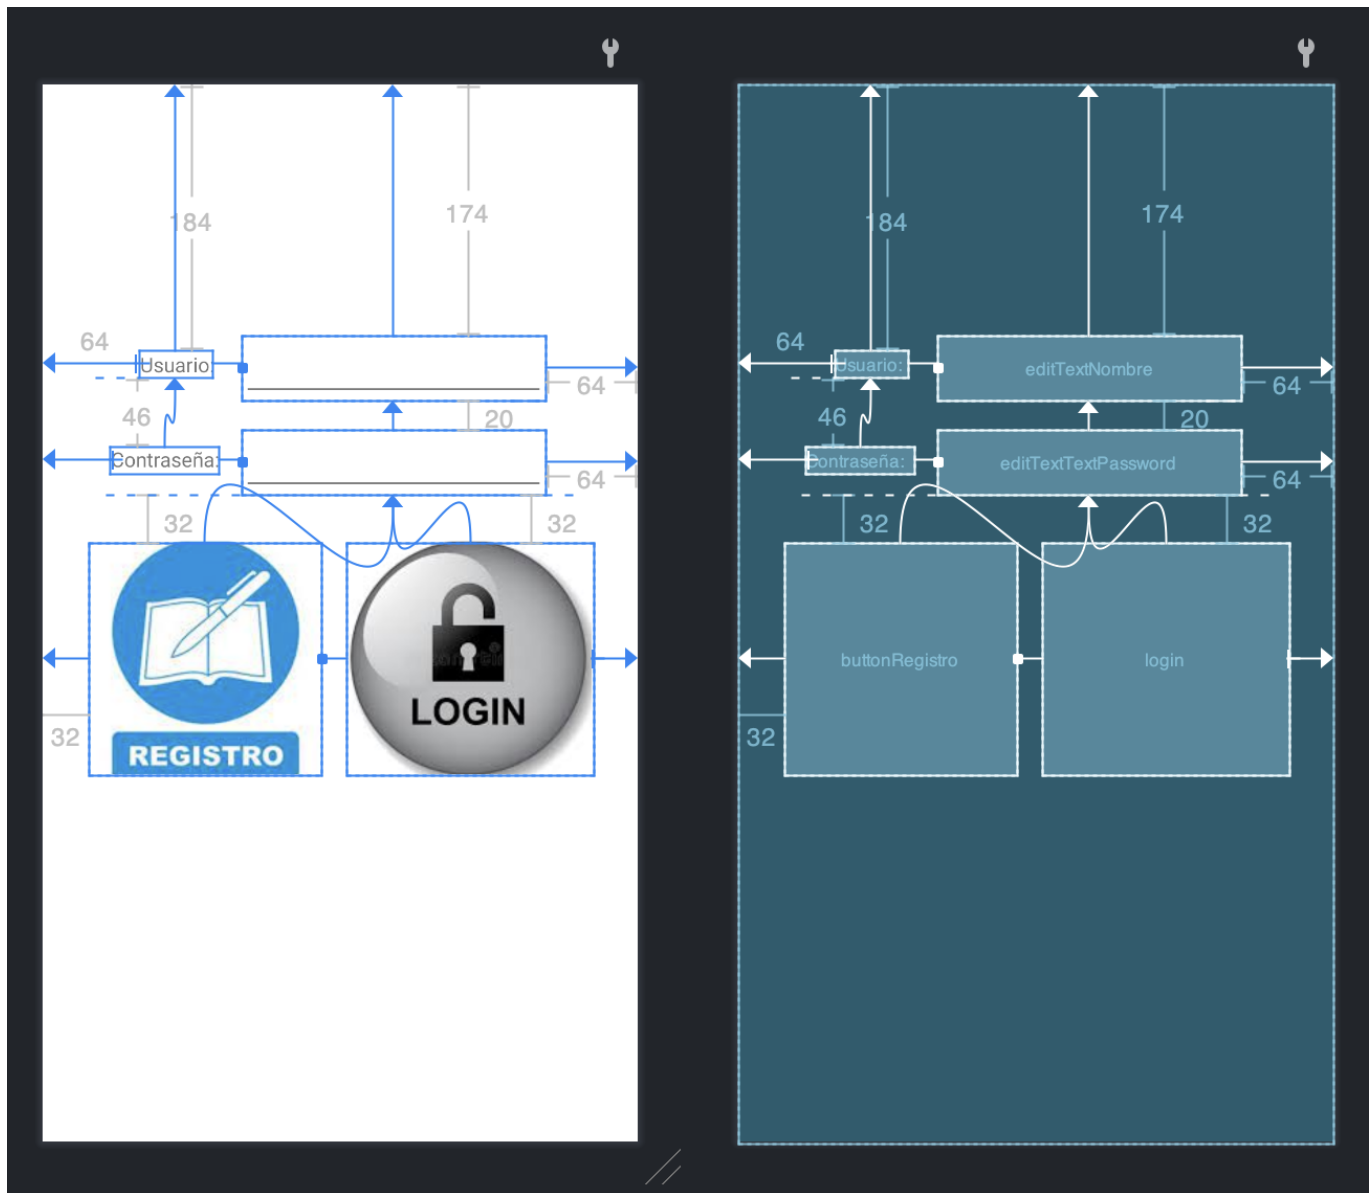 184
174
64
Usuario:
64
46
20
Contraseña:
64
32
32
REGISTRO
LOGIN
32
184
174
64
Usuario:
editTextNombre
64
46
20
Contraseña:
editTextTextPassword
64
32
32
buttonRegistro
login
32